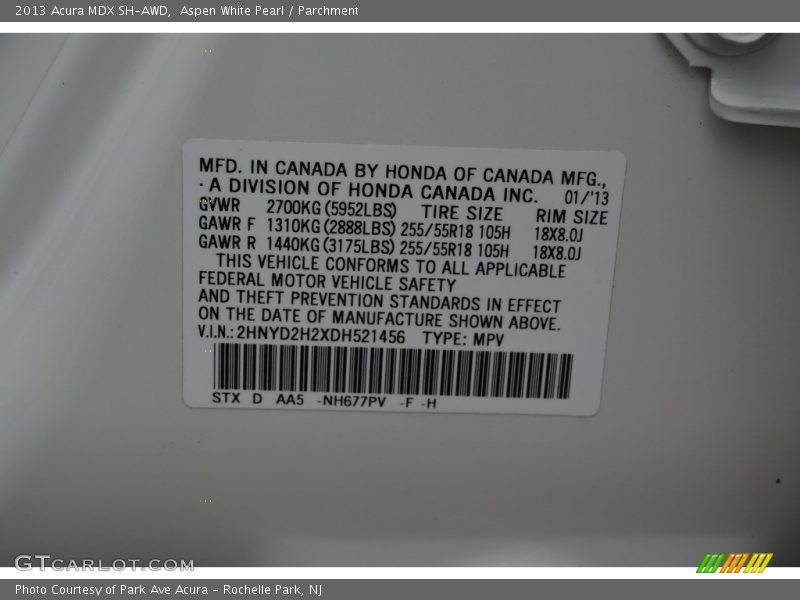 2013 Acura MDX SH-AWD,  Aspen White Pearl / Parchment
MFD. IN CANADA BY HONDA OF CANADA MFG.,
A DIVISION OF HONDA CANADA INC. 01/'13
GVWR 2700KG (5952LBS) TIRE SIZE RIM SIZE
GAWR F 1310KG (2888LBS) 255/55R18 105H 18X8.0J
GAWR R 1440KG (3175LBS) 255/55R18 105H 18X8.0J
THIS VEHICLE CONFORMS TO ALL APPLICABLE
FEDERAL MOTOR VEHICLE SAFETY
AND THEFT PREVENTION STANDARDS IN EFFECT
ON THE DATE OF MANUFACTURE SHOWN ABOVE.
V.I.N.: 2HNYD2H2XDH521456 TYPE: MPV
STX D AA5 -NH677PV -F -H
GTCARLOT.COM
Photo Courtesy of Park Ave Acura - Rochelle Park, NJ